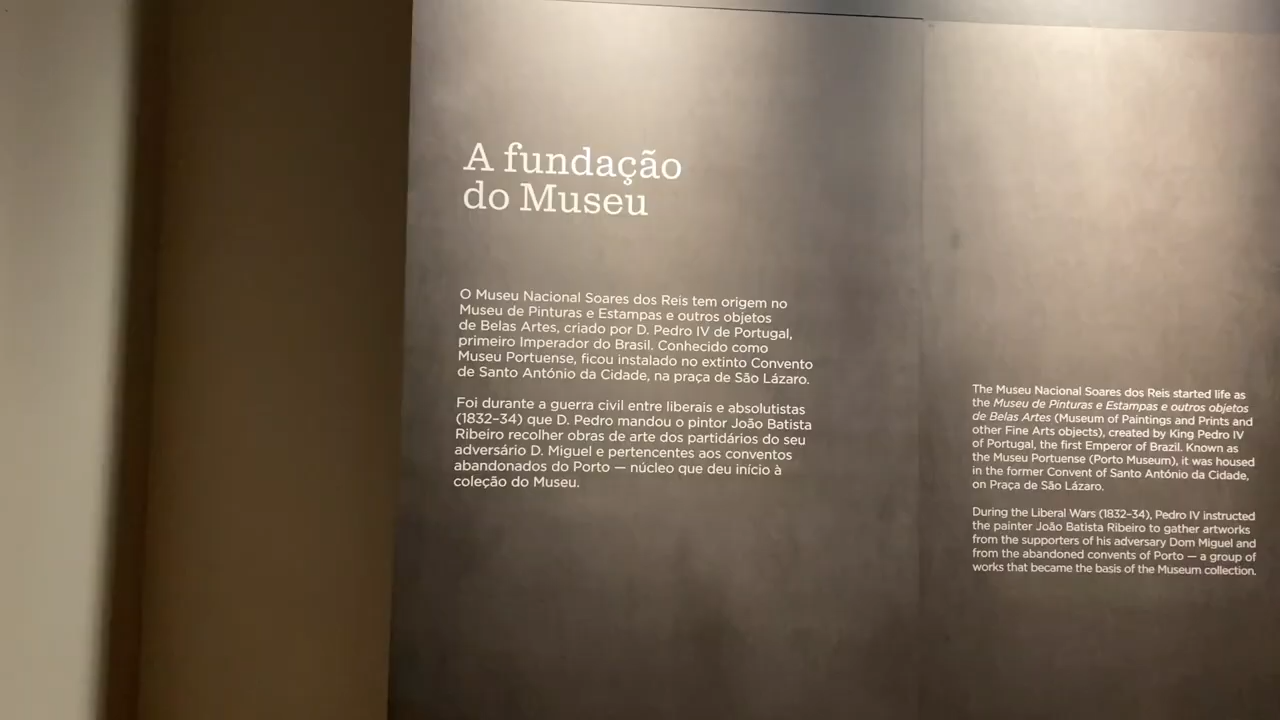 A fundação
do Museu
O Museu Nacional Soares dos Reis tem origem no
Museu de Pinturas e Estampas e outros objetos
de Belas Artes, criado por D. Pedro IV de Portugal,
primeiro Imperador do Brasil. Conhecido como
Museu Portuense, ficou instalado no extinto Convento
de Santo António da Cidade, na praça de São Lázaro.
Foi durante a guerra civil entre liberais e absolutistas
(1832–34) que D. Pedro mandou o pintor João Batista
Ribeiro recolher obras de arte dos partidários do seu
adversário D. Miguel e pertencentes aos conventos
abandonados do Porto — núcleo que deu início à
coleção do Museu.
The Museu Nacional Soares dos Reis started life as
the Museu de Pinturas e Estampas e outros objetos
de Belas Artes (Museum of Paintings and Prints and
other Fine Arts objects), created by King Pedro IV
of Portugal, the first Emperor of Brazil. Known as
the Museu Portuense (Porto Museum), it was housed
in the former Convent of Santo António da Cidade,
on Praça de São Lázaro.
During the Liberal Wars (1832–34), Pedro IV instructed
the painter João Batista Ribeiro to gather artworks
from the supporters of his adversary Dom Miguel and
from the abandoned convents of Porto — a group of
works that became the basis of the Museum collection.